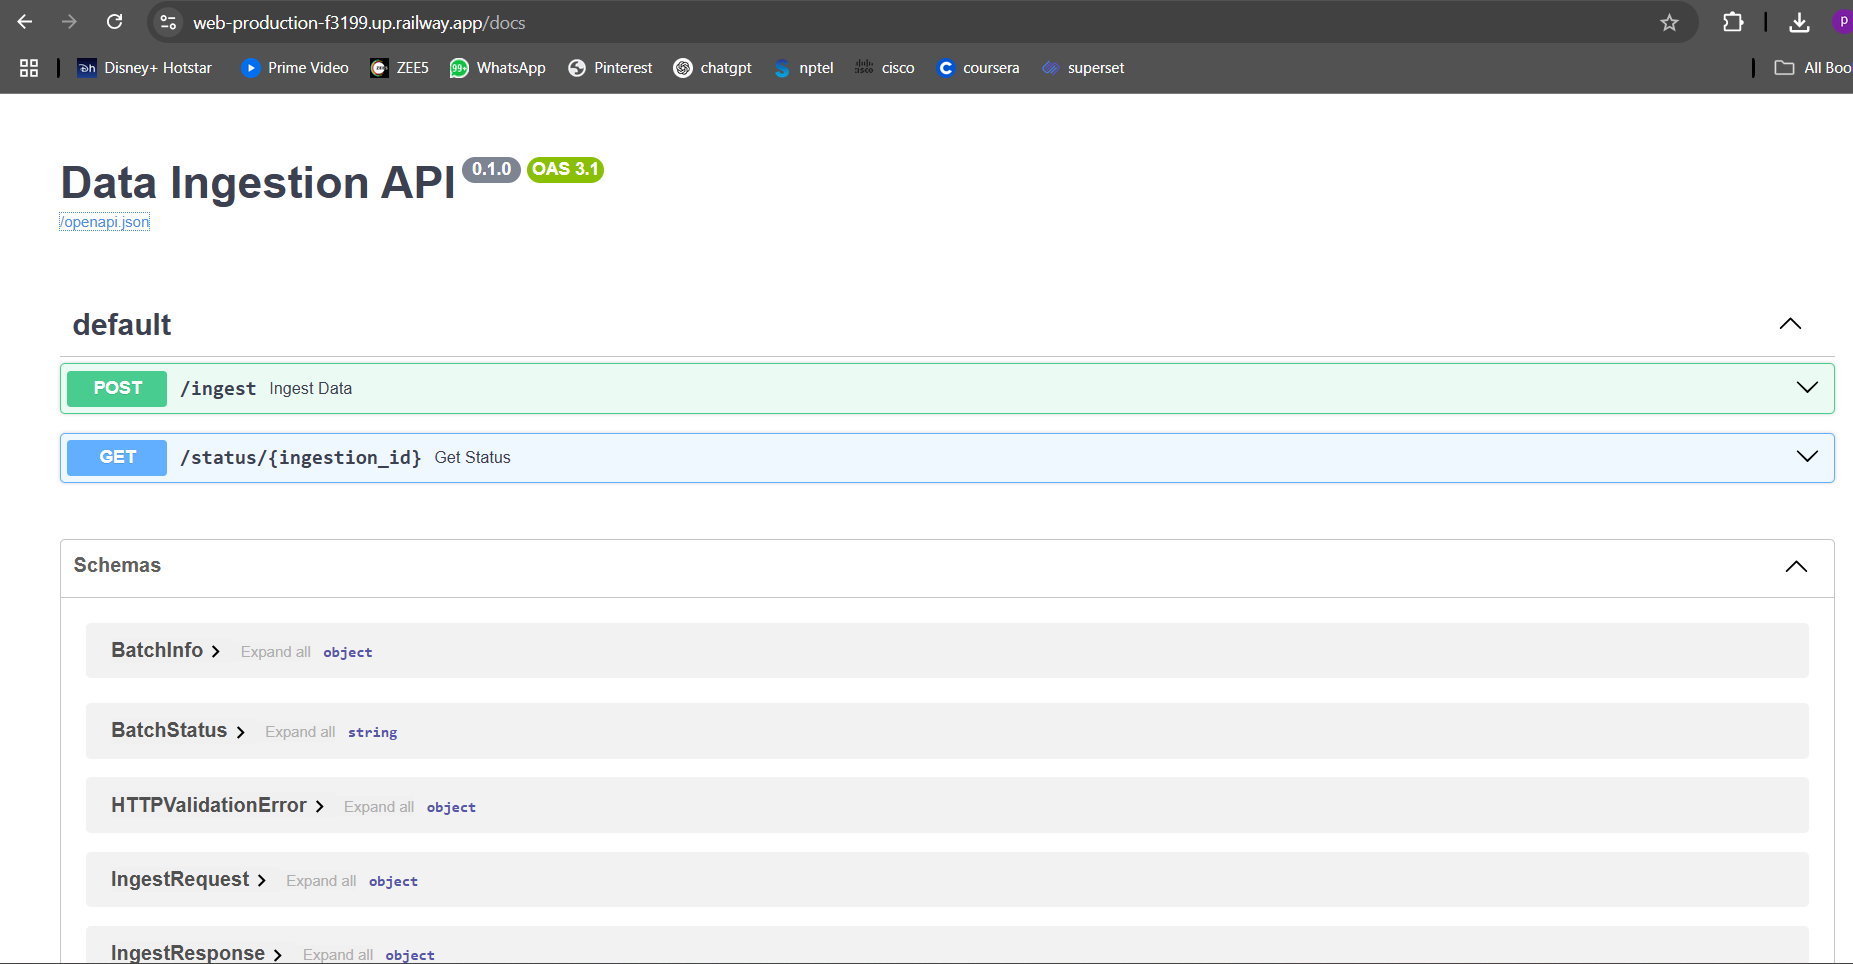 web-production-f3199.up.railway.app/docs
P
Disney+ Hotstar Prime Video ZEE5 99+ WhatsApp Pinterest chatgpt nptel cisco coursera superset All Boo
Data Ingestion API 0.1.0 OAS 3.1
/openapi.json
default
POST /ingest Ingest Data
GET /status/{ingestion_id} Get Status
Schemas
BatchInfo Expand all object
BatchStatus Expand all string
HTTPValidationError Expand all object
IngestRequest Expand all object
IngestResponse Expand all object